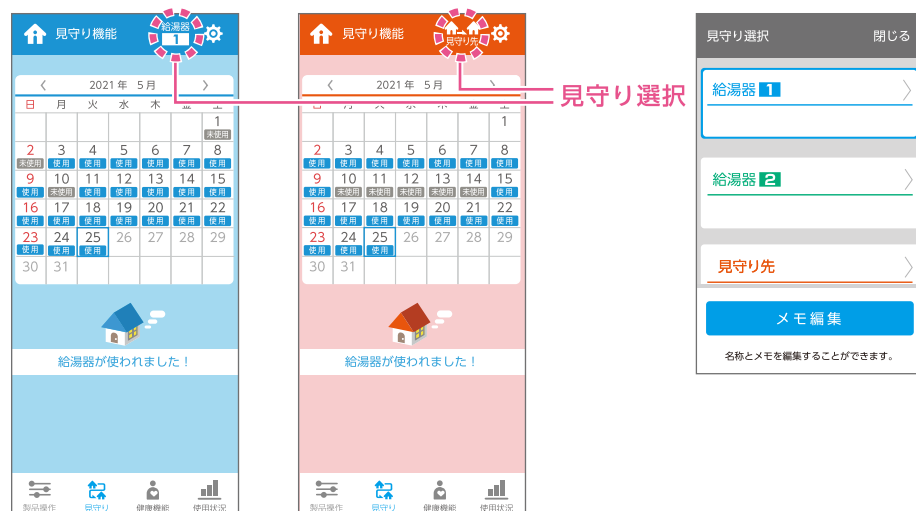 見守り機能
給湯器
1
2021年 5月
日 月 火 水 木 金 土
1
未使用
2 3 4 5 6 7 8
未使用 使用 使用 使用 使用 使用 使用
9 10 11 12 13 14 15
使用 未使用 使用 使用 使用 使用 使用
16 17 18 19 20 21 22
使用 使用 使用 使用 使用 使用 使用
23 24 25 26 27 28 29
使用 使用 使用
30 31
給湯器が使われました！
製品操作 見守り 健康機能 使用状況
見守り機能
見守り先
2021年 5月
日 月 火 水 木 金 土
1
2 3 4 5 6 7 8
使用 使用 使用 使用 使用 使用 使用
9 10 11 12 13 14 15
使用 未使用 未使用 未使用 未使用 未使用 使用
16 17 18 19 20 21 22
使用 使用 使用 使用 使用 使用 使用
23 24 25 26 27 28 29
使用 使用 使用
30 31
給湯器が使われました！
製品操作 見守り 健康機能 使用状況
見守り選択
見守り選択 閉じる
給湯器 1
給湯器 2
見守り先
メモ編集
名称とメモを編集することができます。